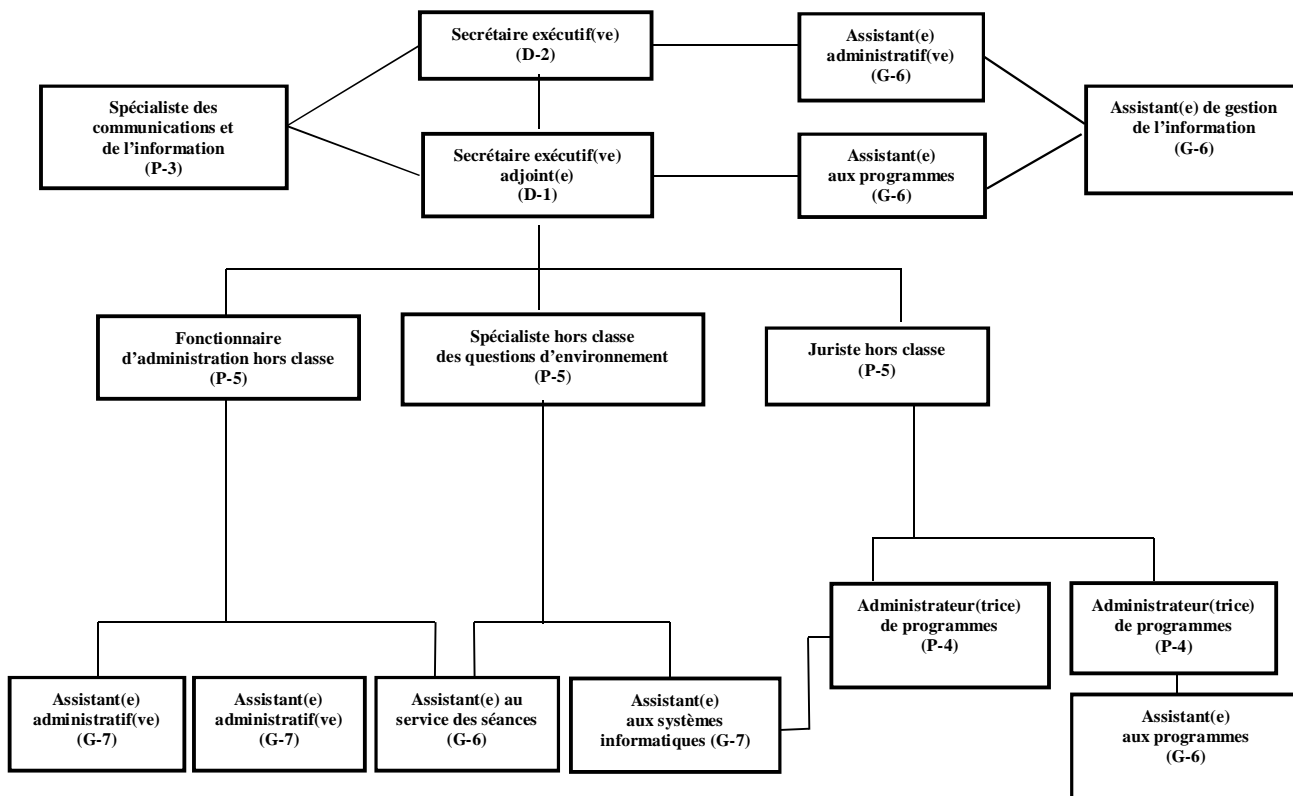 Secrétaire exécutif(ve)
(D-2)
Assistant(e)
administratif(ve)
(G-6)
Spécialiste des
communications et
de l’information
(P-3)
Assistant(e) de gestion
de l’information
(G-6)
Secrétaire exécutif(ve)
adjoint(e)
(D-1)
Assistant(e)
aux programmes
(G-6)
Fonctionnaire
d’administration hors classe
(P-5)
Spécialiste hors classe
des questions d’environnement
(P-5)
Juriste hors classe
(P-5)
Administrateur(trice)
de programmes
(P-4)
Administrateur(trice)
de programmes
(P-4)
Assistant(e)
administratif(ve)
(G-7)
Assistant(e)
administratif(ve)
(G-7)
Assistant(e) au
service des séances
(G-6)
Assistant(e)
aux systèmes
informatiques (G-7)
Assistant(e)
aux programmes
(G-6)